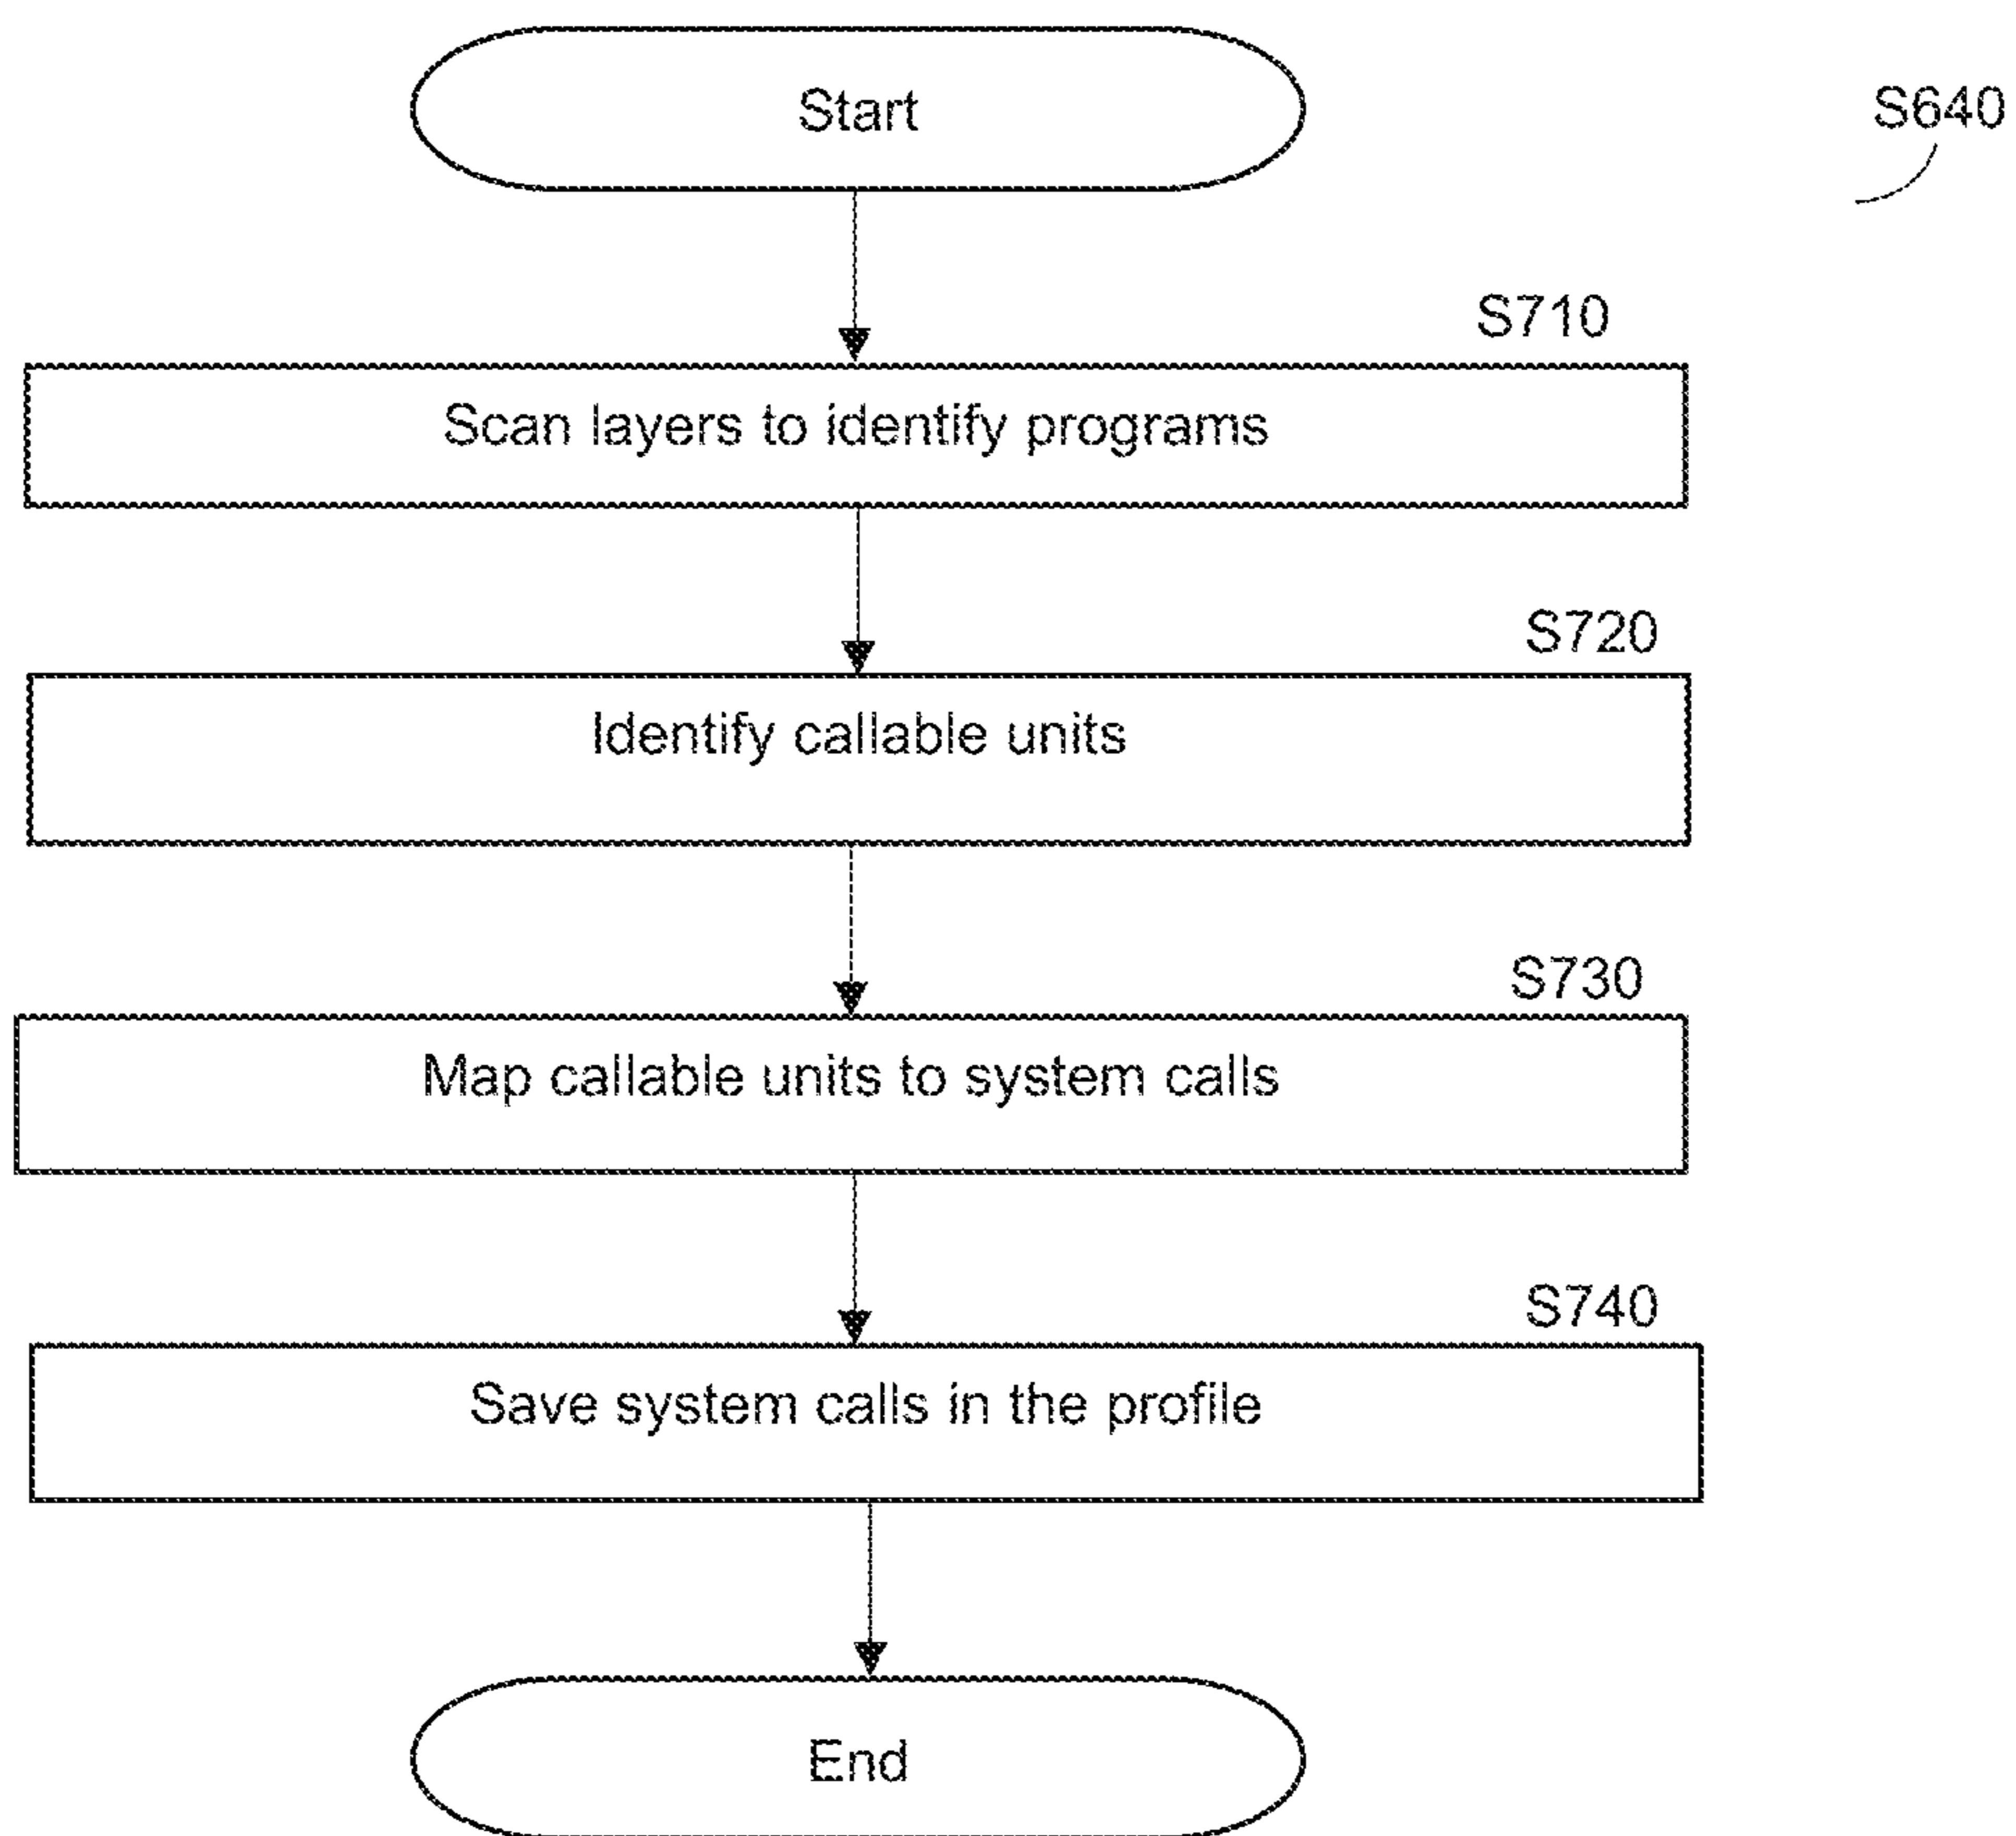 Start
S640
S710
Scan layers to identify programs
S720
Identify callable units
S730
Map callable units to system calls
S740
Save system calls in the profile
End